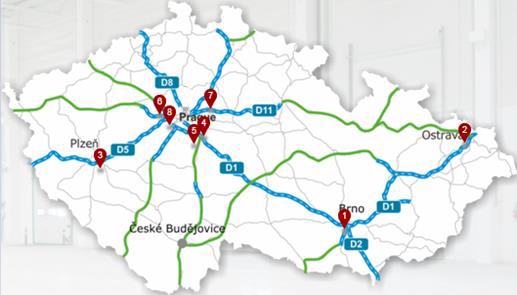 D8
7
6
8
Prague
D11
4
5
2
Ostrava
Plzeň
3
D5
D1
Brno
1
D1
D2
České Budějovice